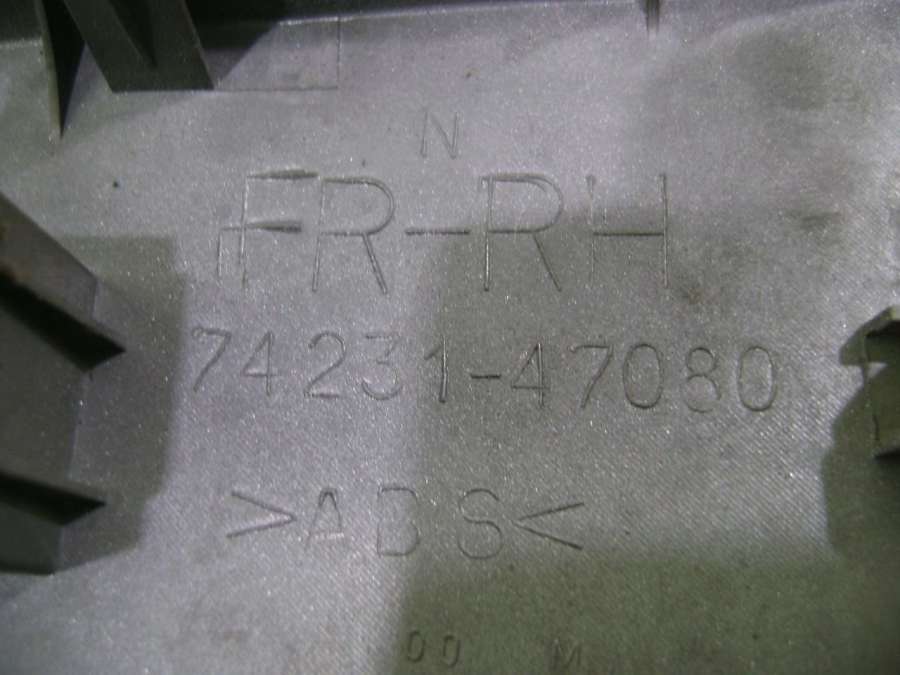 N
FR-RH
74231-47080
>ABS<
00 M